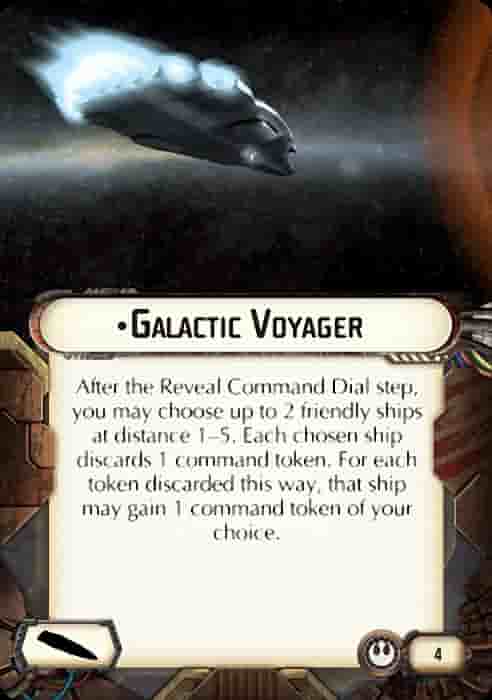 •Galactic Voyager
After the Reveal Command Dial step,
you may choose up to 2 friendly ships
at distance 1–5. Each chosen ship
discards 1 command token. For each
token discarded this way, that ship
may gain 1 command token of your
choice.
4